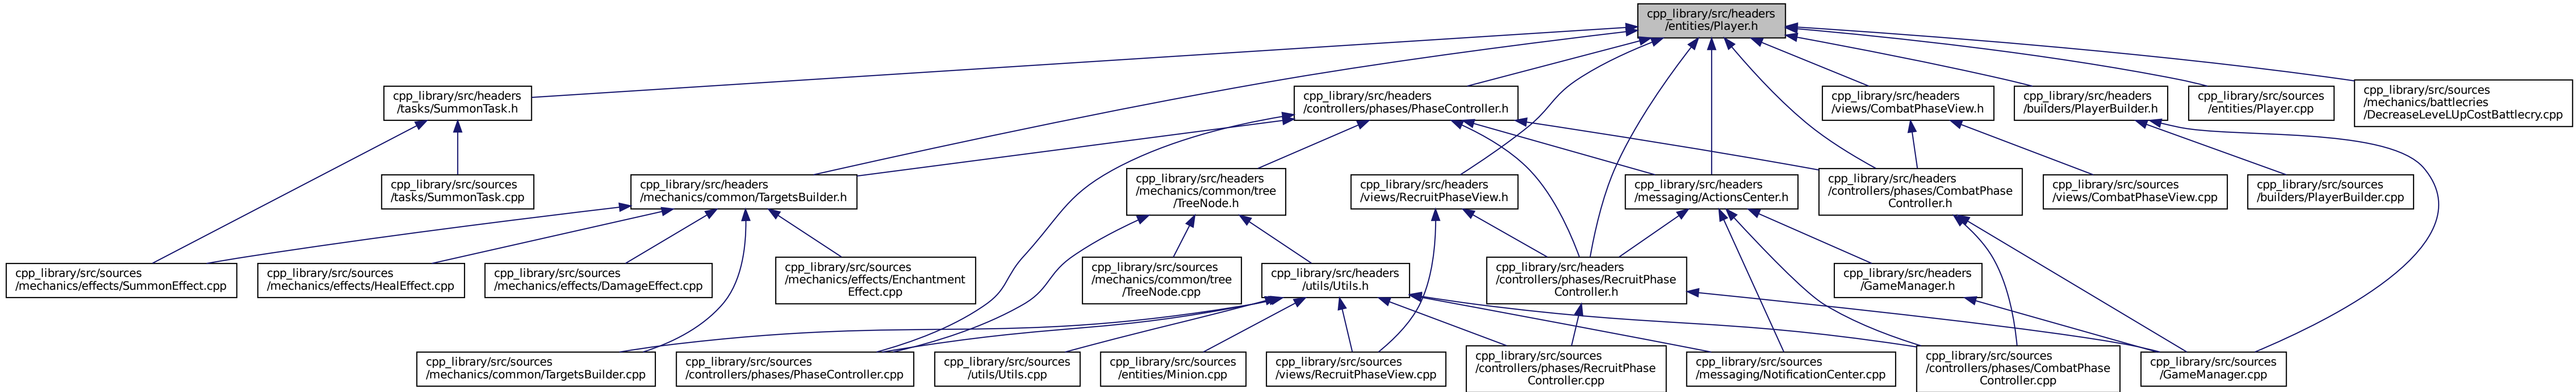 cpp_library/src/headers
/entities/Player.h
cpp_library/src/headers
/tasks/SummonTask.h
cpp_library/src/headers
/controllers/phases/PhaseController.h
cpp_library/src/headers
/views/CombatPhaseView.h
cpp_library/src/headers
/builders/PlayerBuilder.h
cpp_library/src/sources
/entities/Player.cpp
cpp_library/src/sources
/mechanics/battlecries
/DecreaseLeveLUpCostBattlecry.cpp
cpp_library/src/sources
/tasks/SummonTask.cpp
cpp_library/src/headers
/mechanics/common/TargetsBuilder.h
cpp_library/src/headers
/mechanics/common/tree
/TreeNode.h
cpp_library/src/headers
/views/RecruitPhaseView.h
cpp_library/src/headers
/messaging/ActionsCenter.h
cpp_library/src/headers
/controllers/phases/CombatPhase
Controller.h
cpp_library/src/sources
/views/CombatPhaseView.cpp
cpp_library/src/sources
/builders/PlayerBuilder.cpp
cpp_library/src/sources
/mechanics/effects/SummonEffect.cpp
cpp_library/src/sources
/mechanics/effects/HealEffect.cpp
cpp_library/src/sources
/mechanics/effects/DamageEffect.cpp
cpp_library/src/sources
/mechanics/effects/Enchantment
Effect.cpp
cpp_library/src/sources
/mechanics/common/tree
/TreeNode.cpp
cpp_library/src/headers
/utils/Utils.h
cpp_library/src/headers
/controllers/phases/RecruitPhase
Controller.h
cpp_library/src/headers
/GameManager.h
cpp_library/src/sources
/mechanics/common/TargetsBuilder.cpp
cpp_library/src/sources
/controllers/phases/PhaseController.cpp
cpp_library/src/sources
/utils/Utils.cpp
cpp_library/src/sources
/entities/Minion.cpp
cpp_library/src/sources
/views/RecruitPhaseView.cpp
cpp_library/src/sources
/controllers/phases/RecruitPhase
Controller.cpp
cpp_library/src/sources
/messaging/NotificationCenter.cpp
cpp_library/src/sources
/controllers/phases/CombatPhase
Controller.cpp
cpp_library/src/sources
/GameManager.cpp